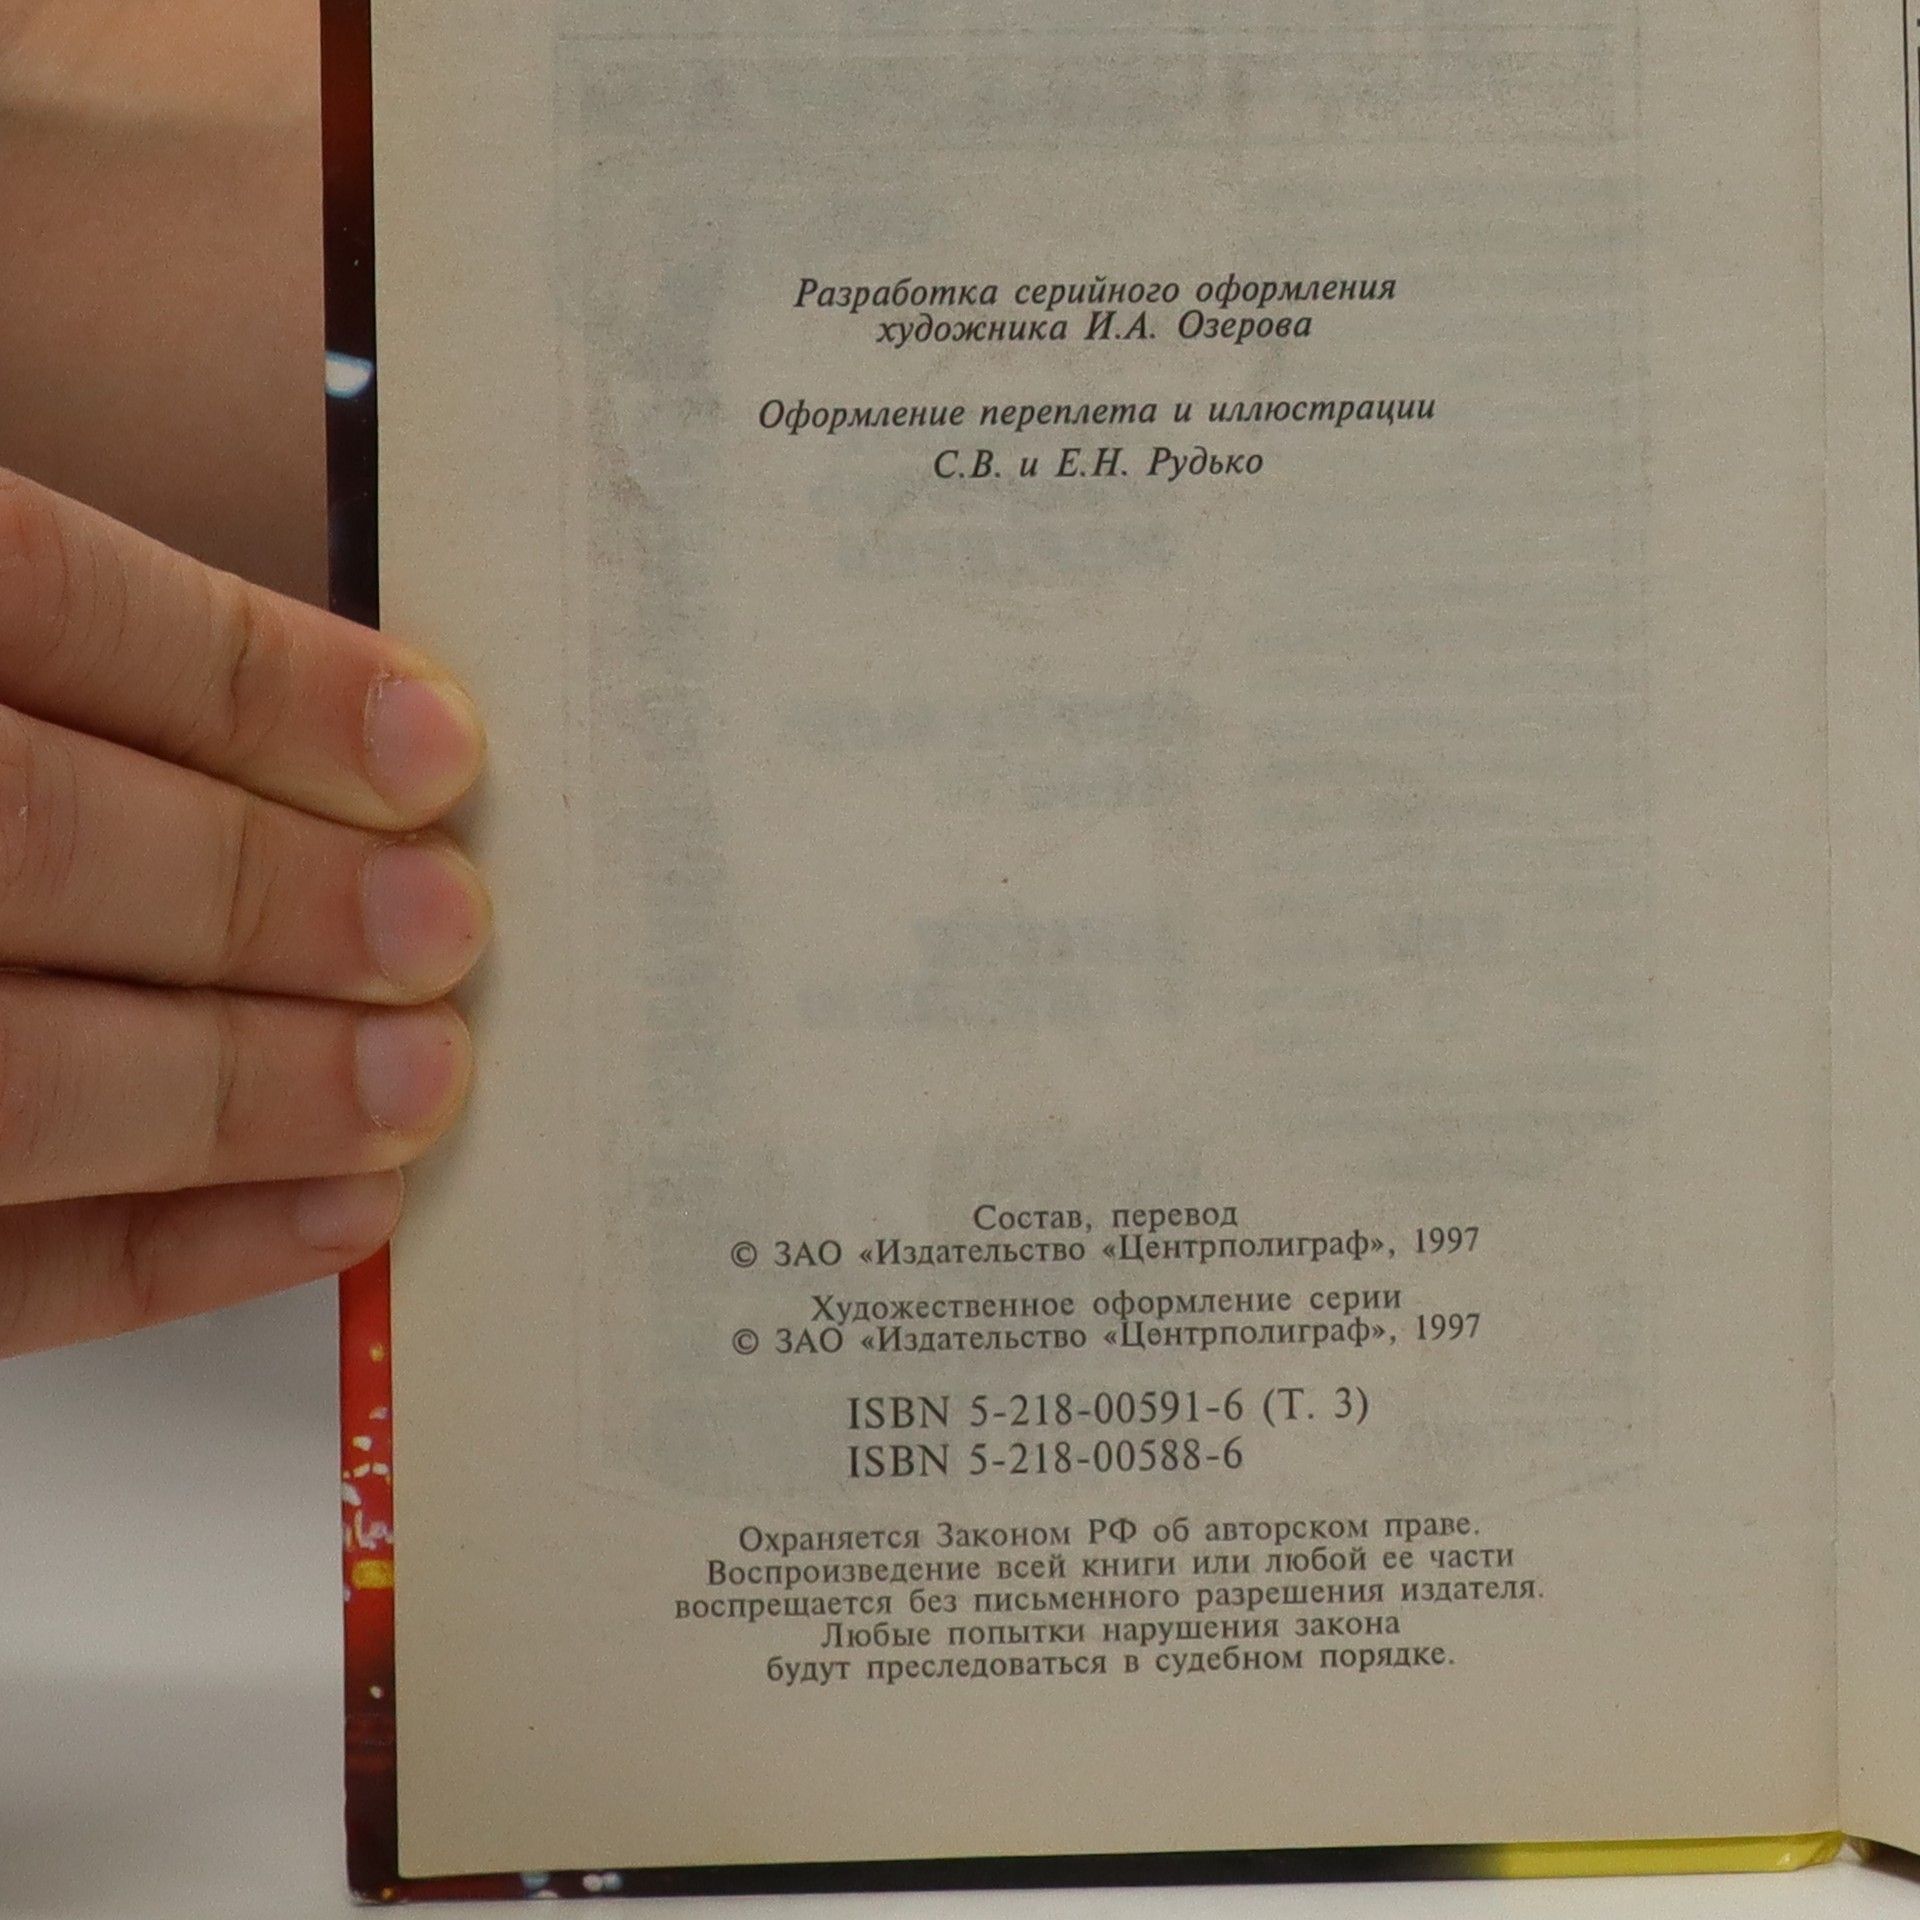 Разработка серийного оформления
художника И.А. Озерова
Оформление переплета и иллюстрации
С.В. и Е.Н. Рудько
Состав, перевод
© ЗАО «Издательство «Центрполиграф», 1997
Художественное оформление серии
© ЗАО «Издательство «Центрполиграф», 1997
ISBN 5-218-00591-6 (Т. 3)
ISBN 5-218-00588-6
Охраняется Законом РФ об авторском праве.
Воспроизведение всей книги или любой ее части
воспрещается без письменного разрешения издателя.
Любые попытки нарушения закона
будут преследоваться в судебном порядке.